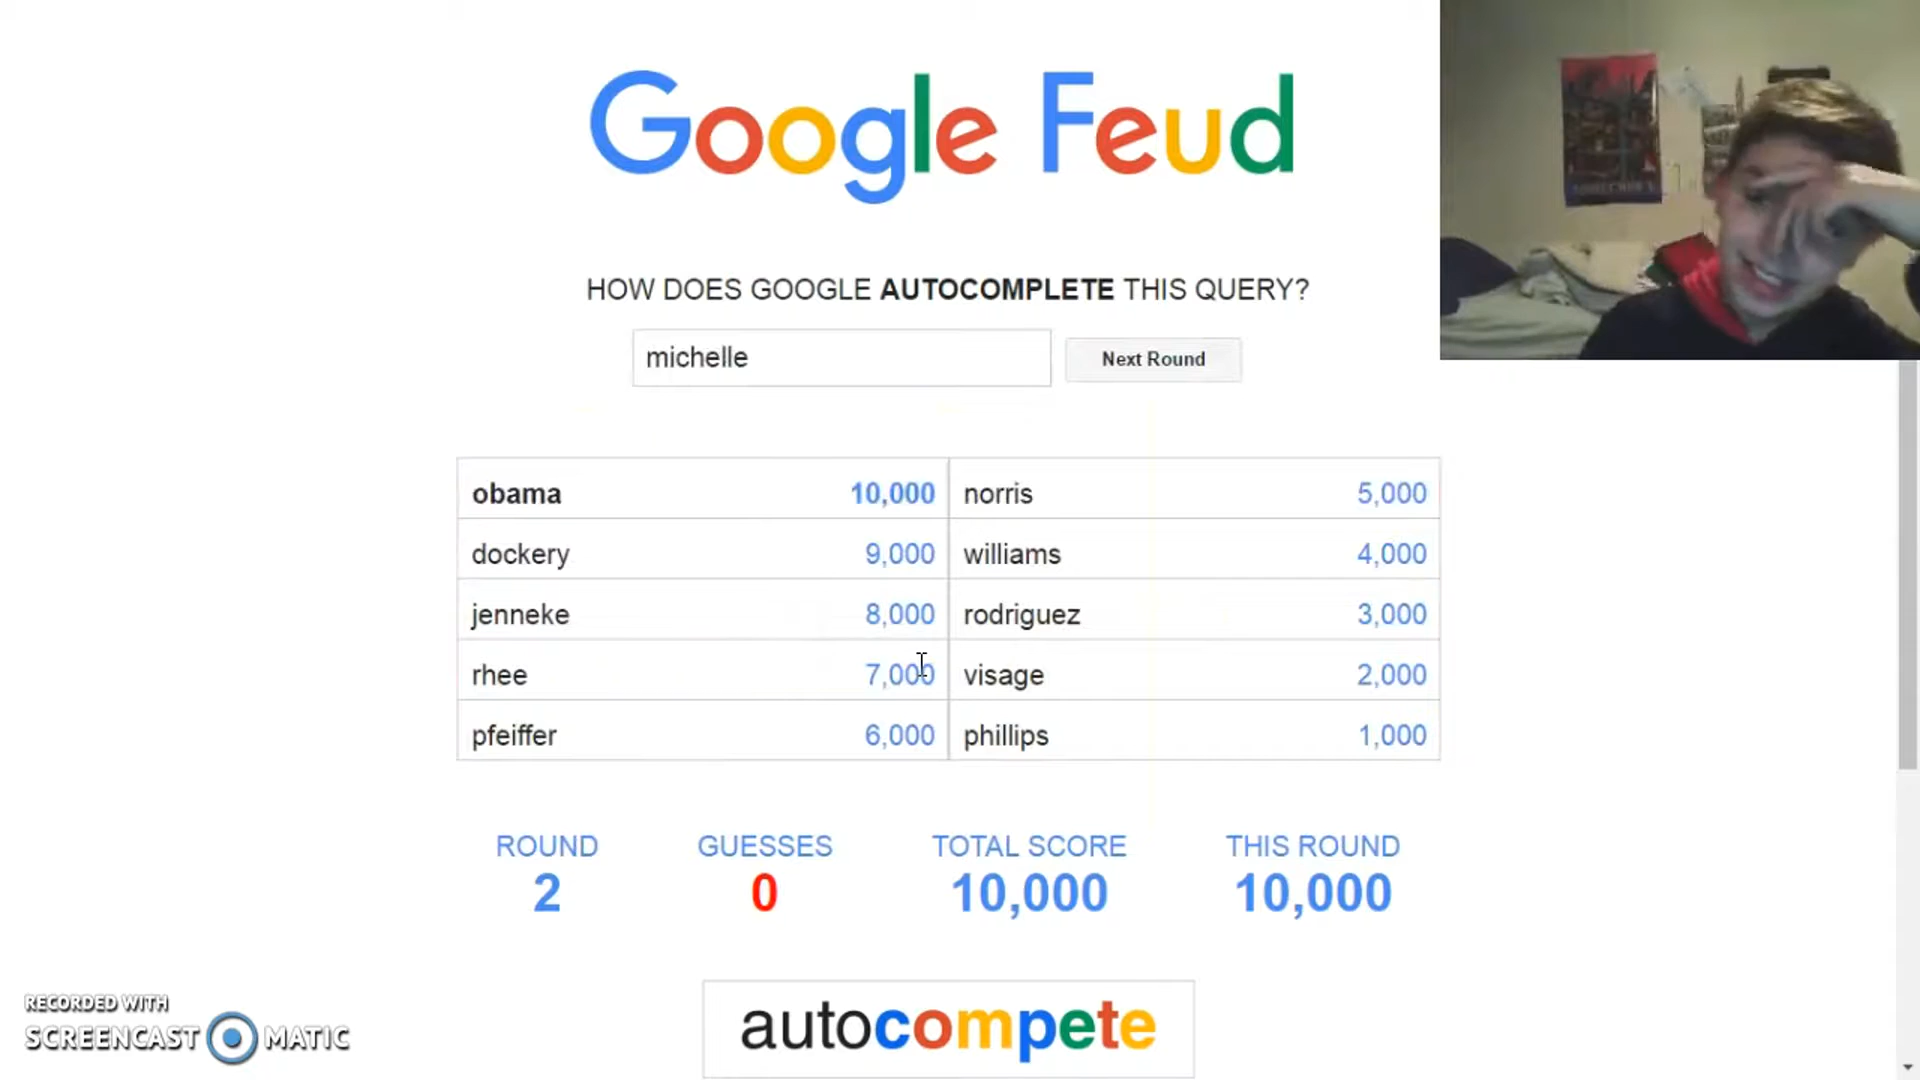 Google Feud
HOW DOES GOOGLE AUTOCOMPLETE THIS QUERY?
michelle
Next Round
obama 10,000
norris 5,000
dockery 9,000
williams 4,000
jenneke 8,000
rodriguez 3,000
rhee 7,000
visage 2,000
pfeiffer 6,000
phillips 1,000
ROUND GUESSES TOTAL SCORE THIS ROUND
2 0 10,000 10,000
autocompete
RECORDED WITH
SCREENCAST MATIC